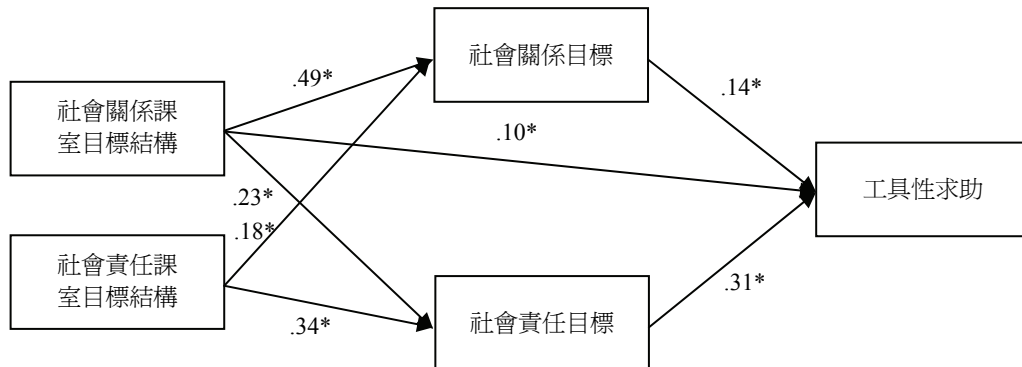 社會關係目標
.49*
.14*
社會關係課
室目標結構
.10*
工具性求助
.23*
.18*
社會責任課
室目標結構
.31*
社會責任目標
.34*